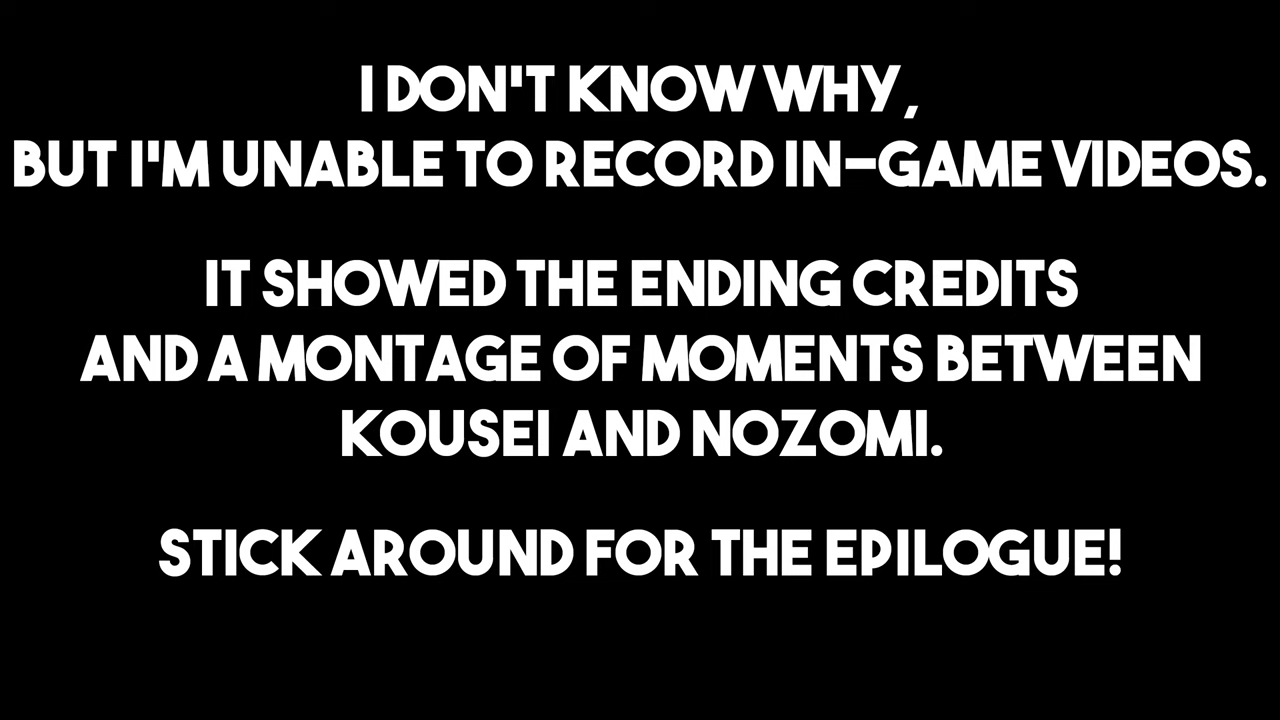 I DON'T KNOW WHY,
BUT I'M UNABLE TO RECORD IN-GAME VIDEOS.
IT SHOWED THE ENDING CREDITS
AND A MONTAGE OF MOMENTS BETWEEN
KOUSEI AND NOZOMI.
STICK AROUND FOR THE EPILOGUE!